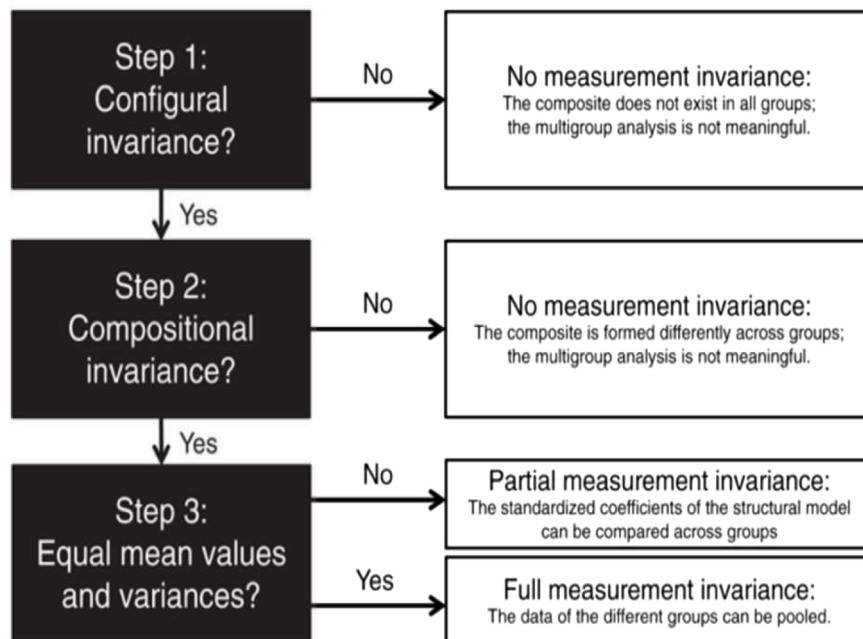 Step 1:
Configural
invariance?
No
No measurement invariance:
The composite does not exist in all groups;
the multigroup analysis is not meaningful.
Yes
Step 2:
Compositional
invariance?
No
No measurement invariance:
The composite is formed differently across groups;
the multigroup analysis is not meaningful.
Yes
Step 3:
Equal mean values
and variances?
No
Partial measurement invariance:
The standardized coefficients of the structural model
can be compared across groups
Yes
Full measurement invariance:
The data of the different groups can be pooled.